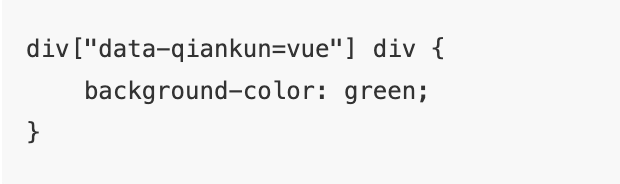 div["data-qiankun=vue"] div {
    background-color: green;
}